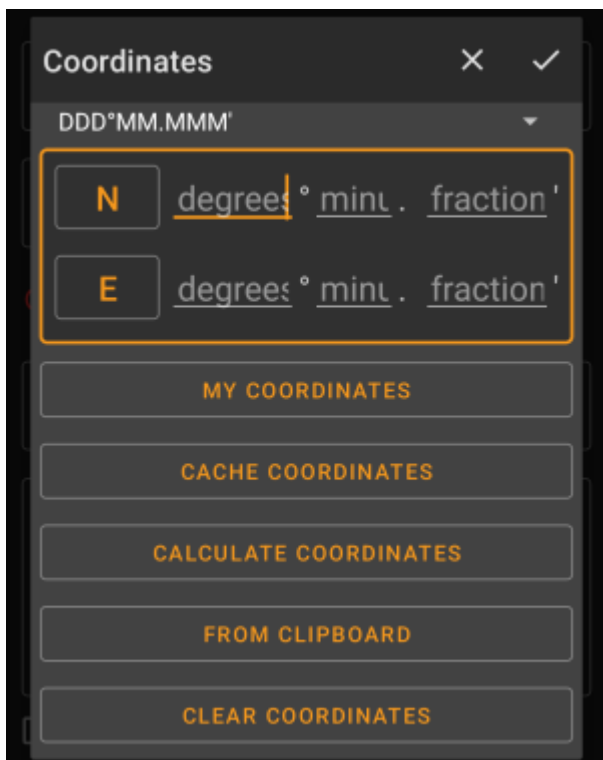 Coordinates
DDD°MM.MMM'
N degrees ° minu . fraction '
E degrees ° minu . fraction '
MY COORDINATES
CACHE COORDINATES
CALCULATE COORDINATES
FROM CLIPBOARD
CLEAR COORDINATES